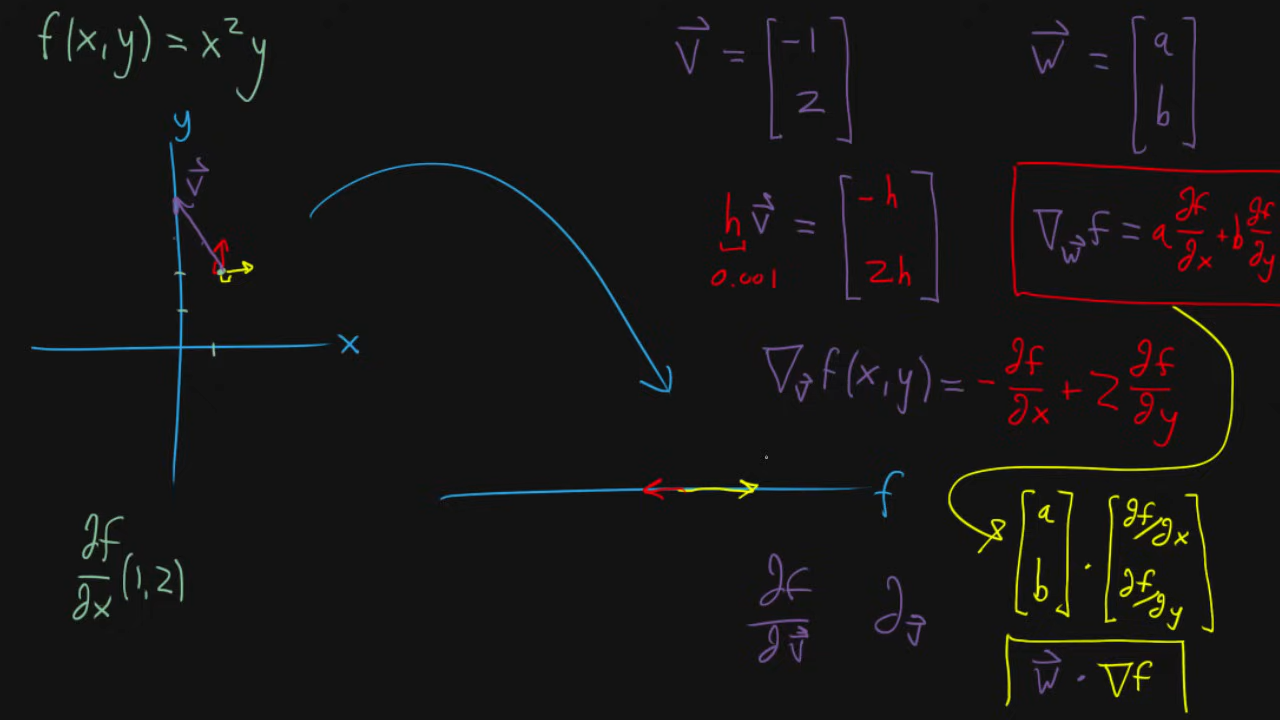 f(x,y) = x²y
y
v⃗
x
∂f/∂x (1,2)
f
v⃗ = [-1 2]
w⃗ = [a b]
h v⃗ = [-h 2h]
0.001
∇_w⃗ f = a ∂f/∂x + b ∂f/∂y
∇_v⃗ f(x,y) = - ∂f/∂x + 2 ∂f/∂y
[a b] · [∂f/∂x ∂f/∂y]
∂f/∂v⃗ ∂_v⃗
w⃗ · ∇f